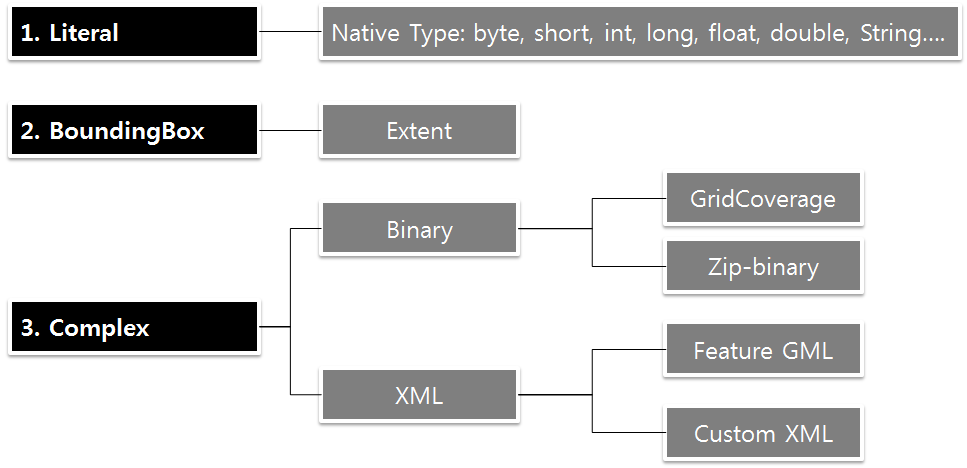 1. Literal
Native Type: byte, short, int, long, float, double, String....
2. BoundingBox
Extent
3. Complex
Binary
GridCoverage
Zip-binary
XML
Feature GML
Custom XML